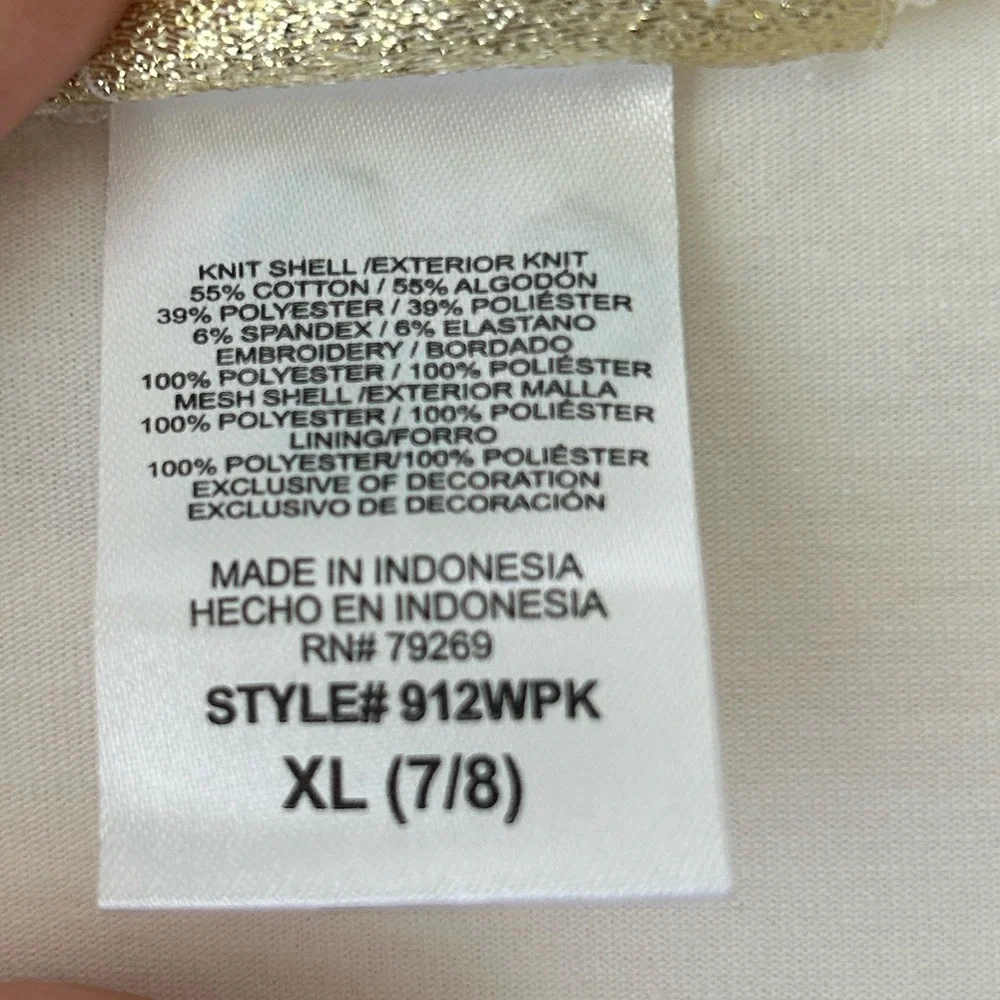 KNIT SHELL /EXTERIOR KNIT
55% COTTON / 55% ALGODÓN
39% POLYESTER / 39% POLIÉSTER
6% SPANDEX / 6% ELASTANO
EMBROIDERY / BORDADO
100% POLYESTER / 100% POLIÉSTER
MESH SHELL /EXTERIOR MALLA
100% POLYESTER / 100% POLIÉSTER
LINING/FORRO
100% POLYESTER/100% POLIÉSTER
EXCLUSIVE OF DECORATION
EXCLUSIVO DE DECORACIÓN
MADE IN INDONESIA
HECHO EN INDONESIA
RN# 79269
STYLE# 912WPK
XL (7/8)